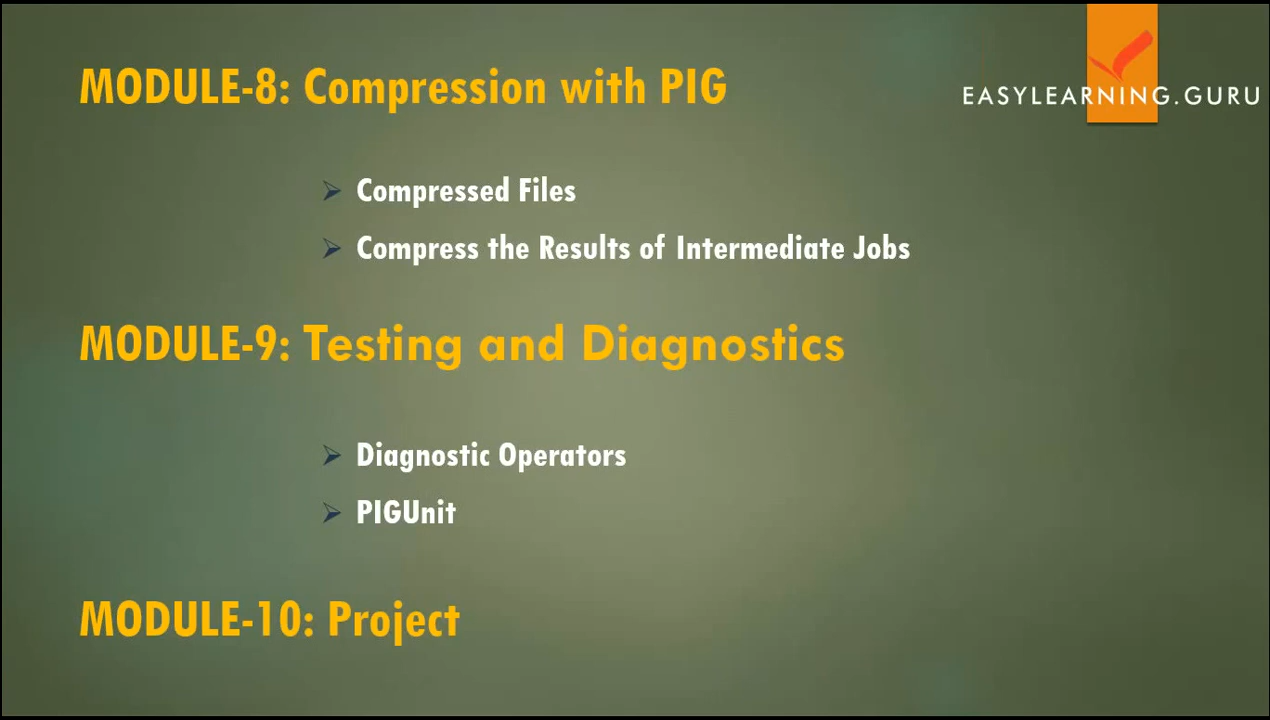 MODULE-8: Compression with PIG
EASYLEARNING.GURU
Compressed Files
Compress the Results of Intermediate Jobs
MODULE-9: Testing and Diagnostics
Diagnostic Operators
PIGUnit
MODULE-10: Project